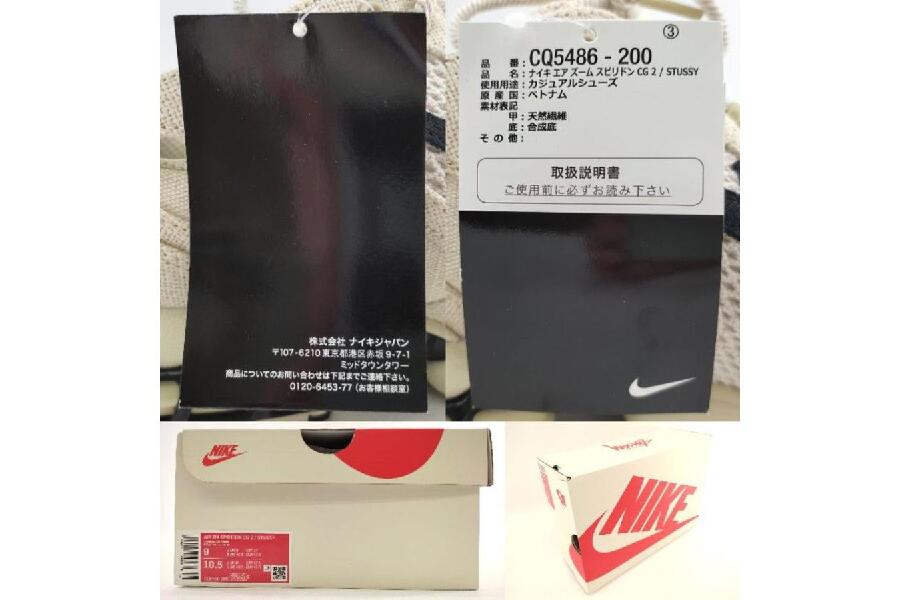 株式会社 ナイキジャパン
〒107-6210 東京都港区赤坂 9-7-1
ミッドタウンタワー
商品についてのお問い合わせは下記までご連絡下さい。
0120-6453-77 (お客様相談室)
③
品 番 : CQ5486 - 200
品 名 : ナイキ エア ズーム スピリドン CG 2 / STUSSY
使用用途 : カジュアルシューズ
原 産 国 : ベトナム
素材表記
甲 : 天然繊維
底 : 合成底
そ の 他 :
取扱説明書
ご使用前に必ずお読み下さい
NIKE
AIR ZM SPIRIDON CG 2 / STUSSY
9
10.5
NIKE